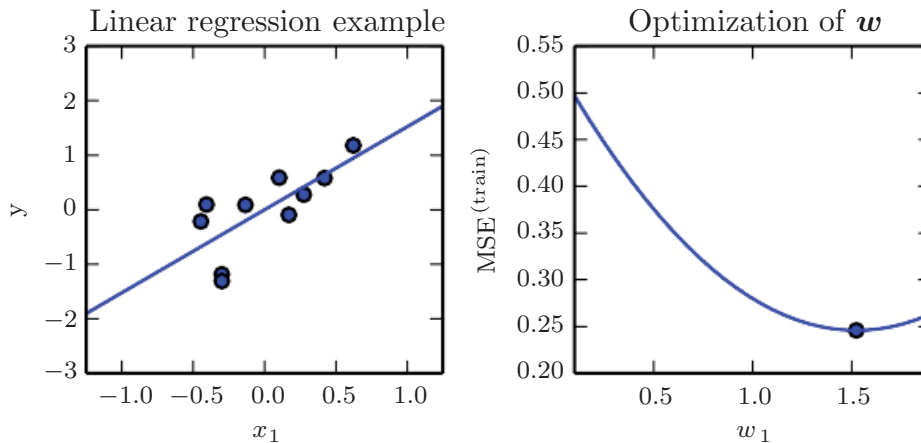 Linear regression example
3
2
1
0
−1
−2
−3
y
−1.0 −0.5 0.0 0.5 1.0
x1
Optimization of w
0.55
0.50
0.45
0.40
0.35
0.30
0.25
0.20
MSE(train)
0.5 1.0 1.5
w1